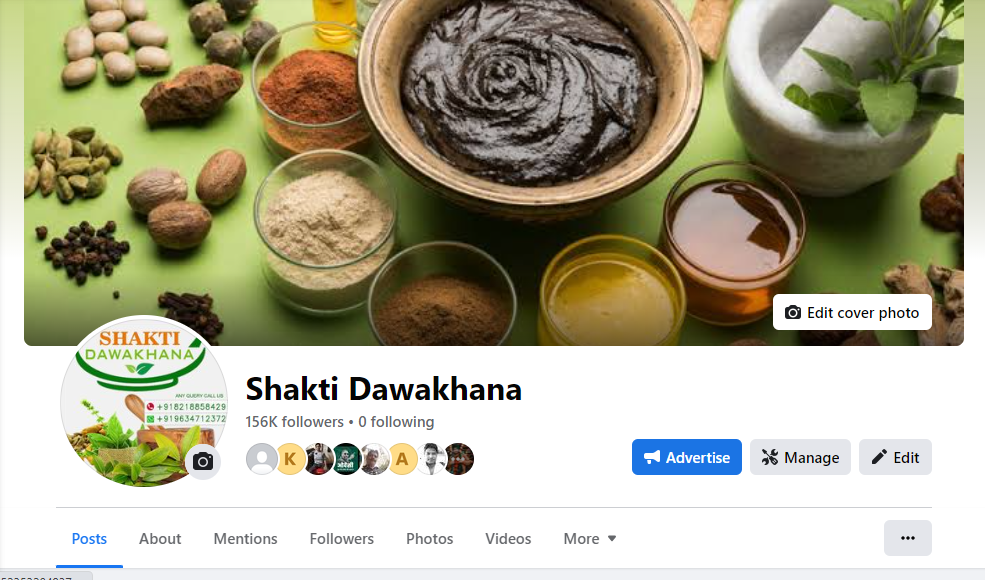 Edit cover photo
SHAKTI
DAWAKHANA
ANY QUERY CALL US
+918218858429
+919634712372
Shakti Dawakhana
156K followers • 0 following
K
A
Advertise
Manage
Edit
Posts
About
Mentions
Followers
Photos
Videos
More